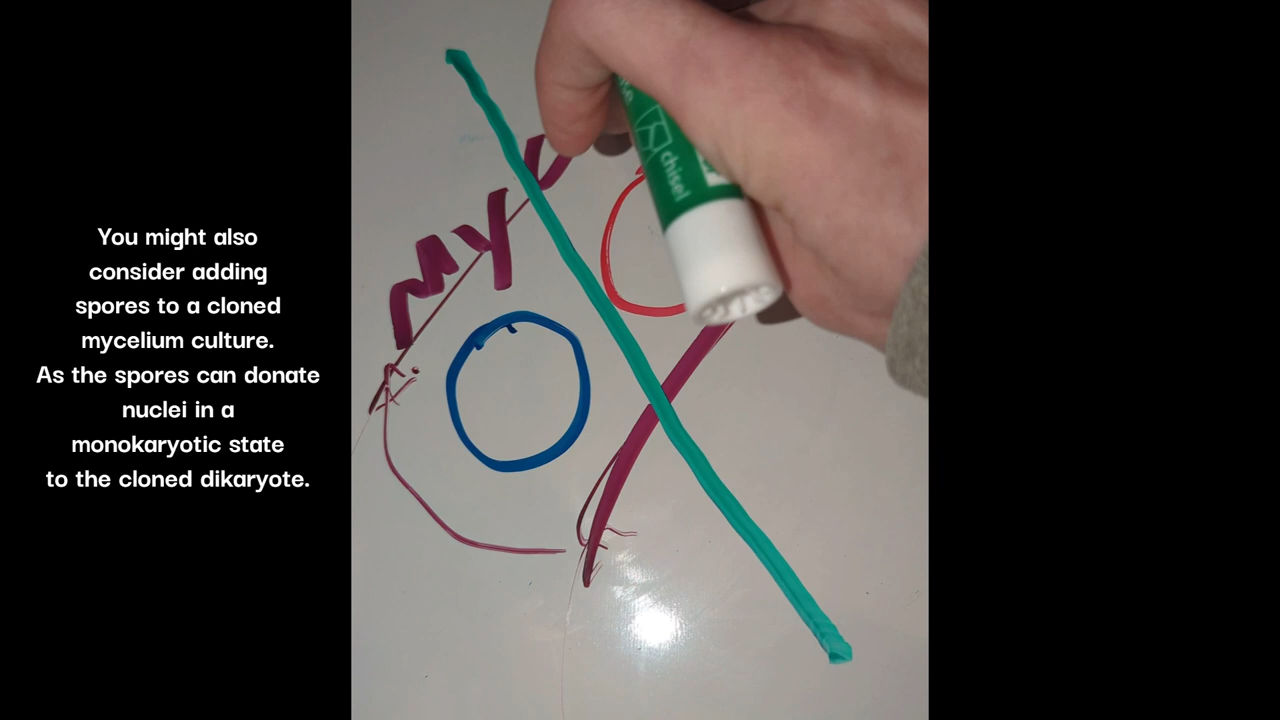 You might also
consider adding
spores to a cloned
mycelium culture.
As the spores can donate
nuclei in a
monokaryotic state
to the cloned dikaryote.
chisel